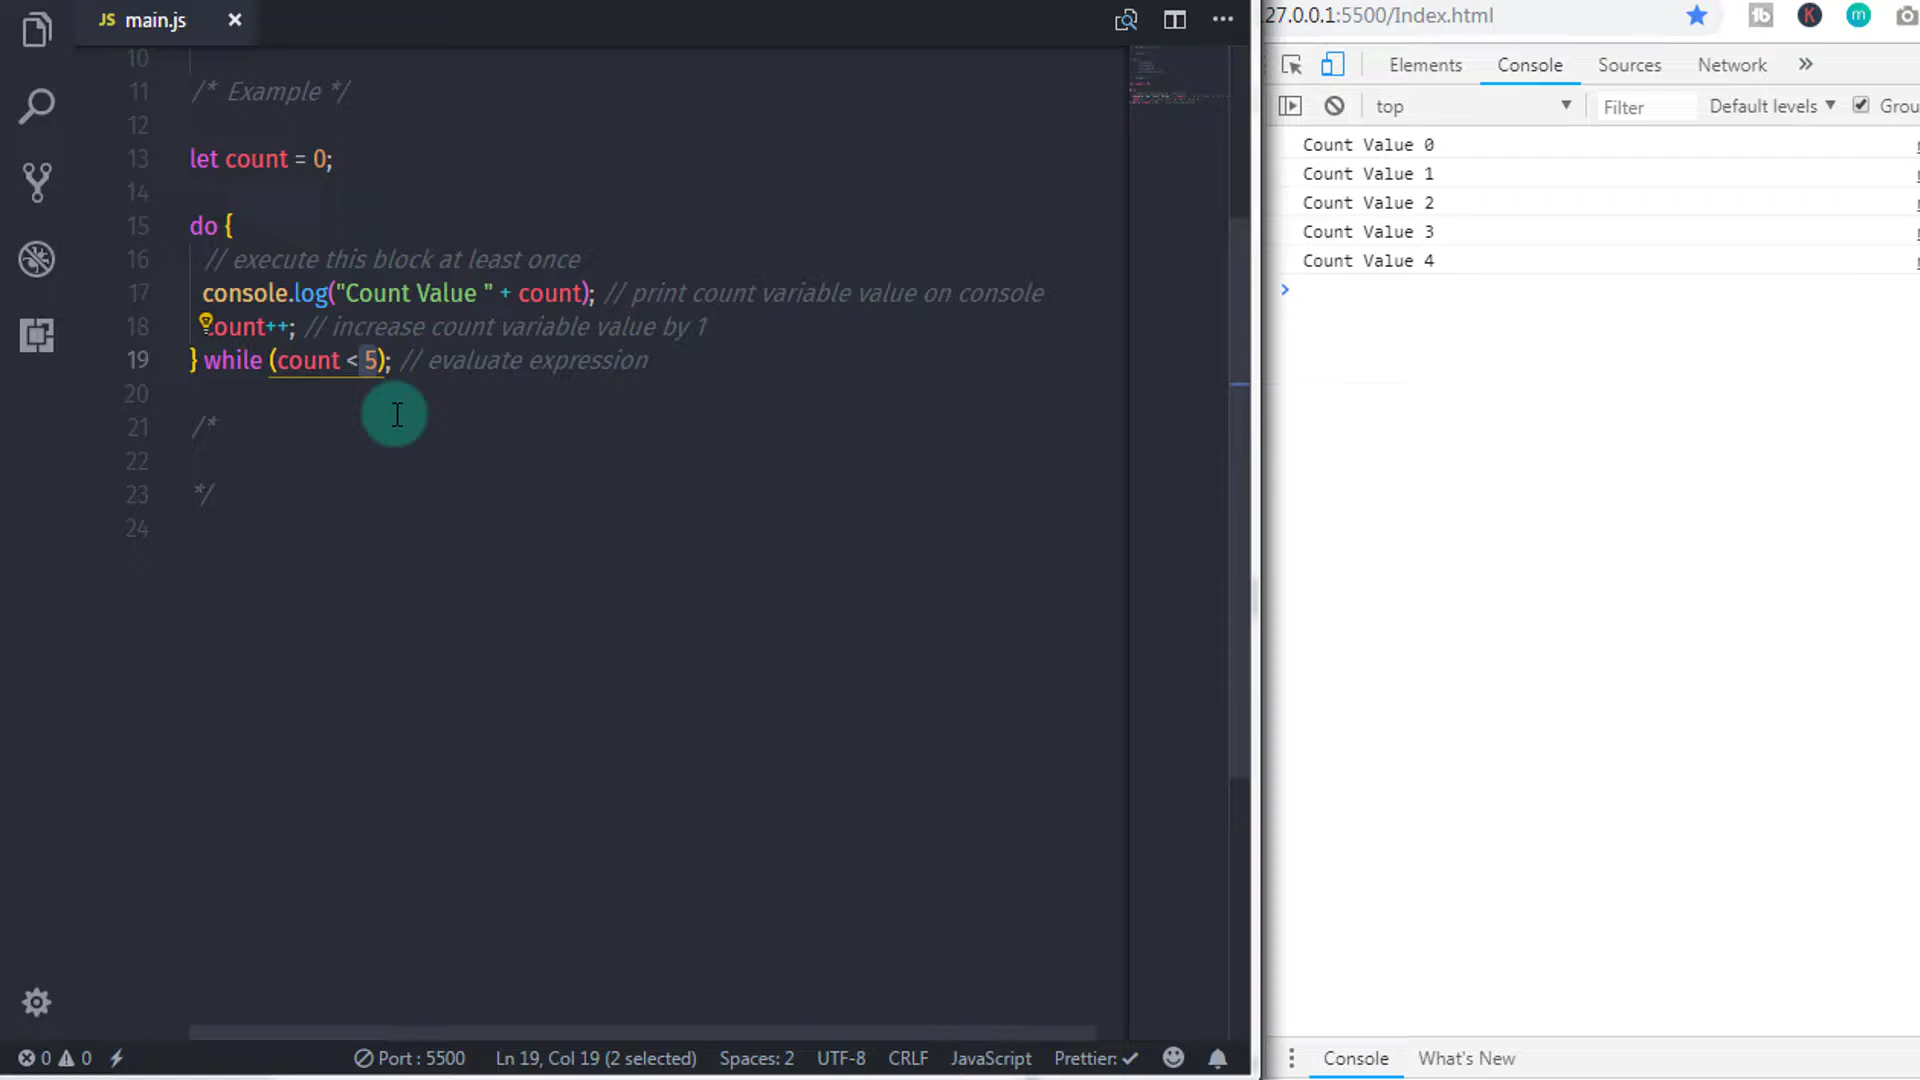 JS main.js ×
10
11 /* Example */
12
13 let count = 0;
14
15 do {
16 // execute this block at least once
17 console.log("Count Value " + count); // print count variable value on console
18 ount++; // increase count variable value by 1
19 } while (count < 5); // evaluate expression
20
21 /*
22
23 */
24
0 0 Port : 5500 Ln 19, Col 19 (2 selected) Spaces: 2 UTF-8 CRLF JavaScript Prettier: ✓
27.0.0.1:5500/Index.html
Elements Console Sources Network »
top Filter Default levels Grou
Count Value 0
Count Value 1
Count Value 2
Count Value 3
Count Value 4
>
Console What's New